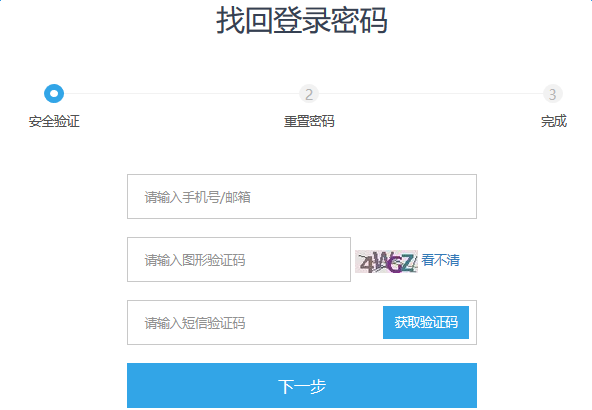 找回登录密码
2
3
安全验证
重置密码
完成
请输入手机号/邮箱
请输入图形验证码
4WGZ
看不清
请输入短信验证码
获取验证码
下一步